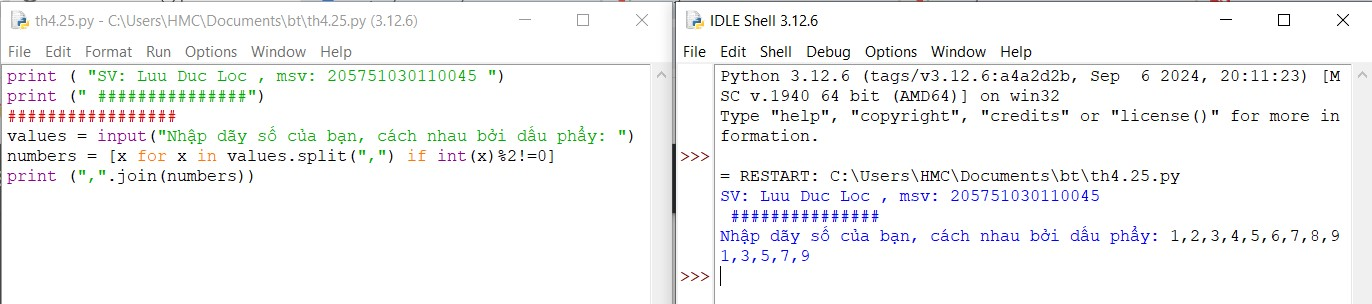 th4.25.py - C:\Users\HMC\Documents\bt\th4.25.py (3.12.6)
File Edit Format Run Options Window Help
print ( "SV: Luu Duc Loc , msv: 205751030110045 ")
print (" ###############")
#################
values = input("Nhập dãy số của bạn, cách nhau bởi dấu phẩy: ")
numbers = [x for x in values.split(",") if int(x)%2!=0]
print (",".join(numbers))
IDLE Shell 3.12.6
File Edit Shell Debug Options Window Help
Python 3.12.6 (tags/v3.12.6:a4a2d2b, Sep  6 2024, 20:11:23) [M
SC v.1940 64 bit (AMD64)] on win32
Type "help", "copyright", "credits" or "license()" for more in
formation.
>>>
= RESTART: C:\Users\HMC\Documents\bt\th4.25.py
SV: Luu Duc Loc , msv: 205751030110045
 ###############
Nhập dãy số của bạn, cách nhau bởi dấu phẩy: 1,2,3,4,5,6,7,8,9
1,3,5,7,9
>>>